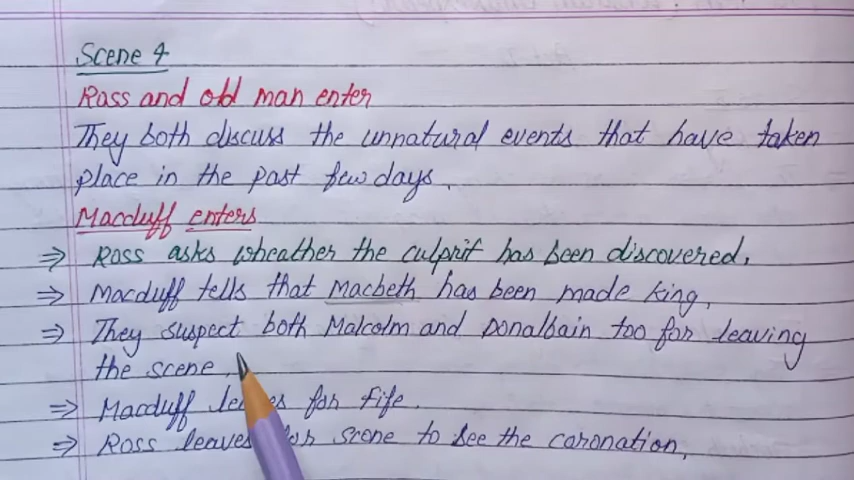 Scene 4
Ross and old man enter
They both discuss the unnatural events that have taken
place in the past few days.
Macduff enters
⇒ Ross asks wheather the culprit has been discovered.
⇒ Macduff tells that Macbeth has been made king.
⇒ They suspect both Malcolm and Donalbain too for leaving
the scene.
⇒ Macduff for fife.
⇒ Ross leaves scene to see the coronation.